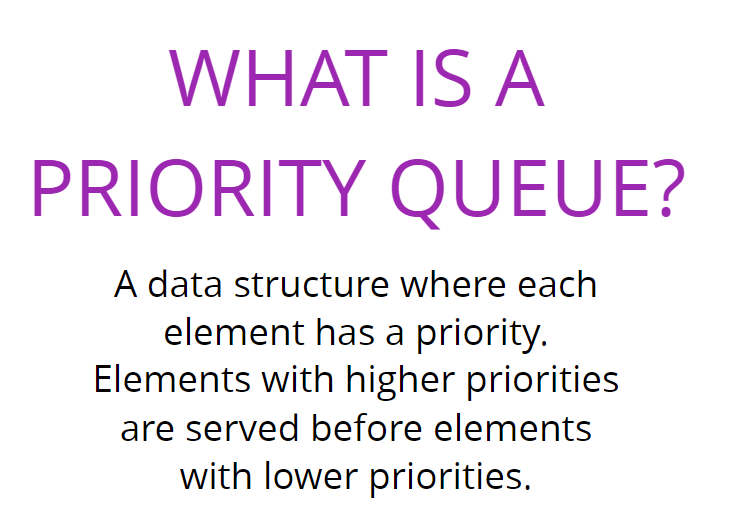 WHAT IS A
PRIORITY QUEUE?
A data structure where each
element has a priority.
Elements with higher priorities
are served before elements
with lower priorities.